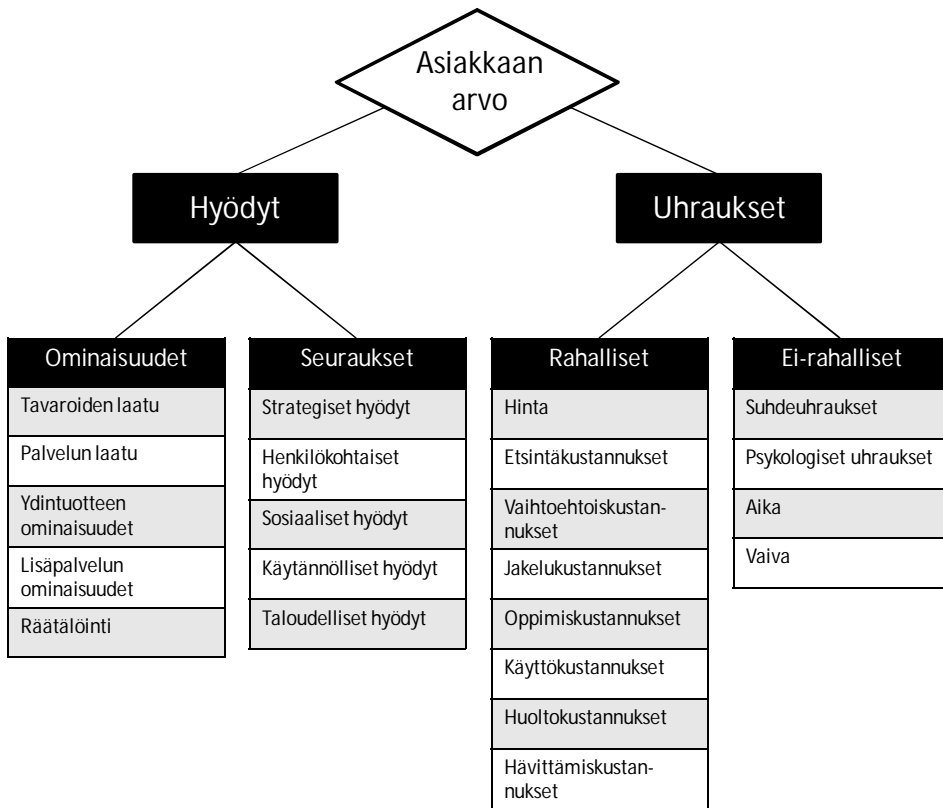 Asiakkaan
arvo
Hyödyt
Uhraukset
Ominaisuudet
Tavaroiden laatu
Palvelun laatu
Ydintuotteen
ominaisuudet
Lisäpalvelun
ominaisuudet
Räätälöinti
Seuraukset
Strategiset hyödyt
Henkilökohtaiset
hyödyt
Sosiaaliset hyödyt
Käytännölliset hyödyt
Taloudelliset hyödyt
Rahalliset
Hinta
Etsintäkustannukset
Vaihtoehtoiskustan-
nukset
Jakelukustannukset
Oppimiskustannukset
Käyttökustannukset
Huoltokustannukset
Hävittämiskustan-
nukset
Ei-rahalliset
Suhdeuhraukset
Psykologiset uhraukset
Aika
Vaiva